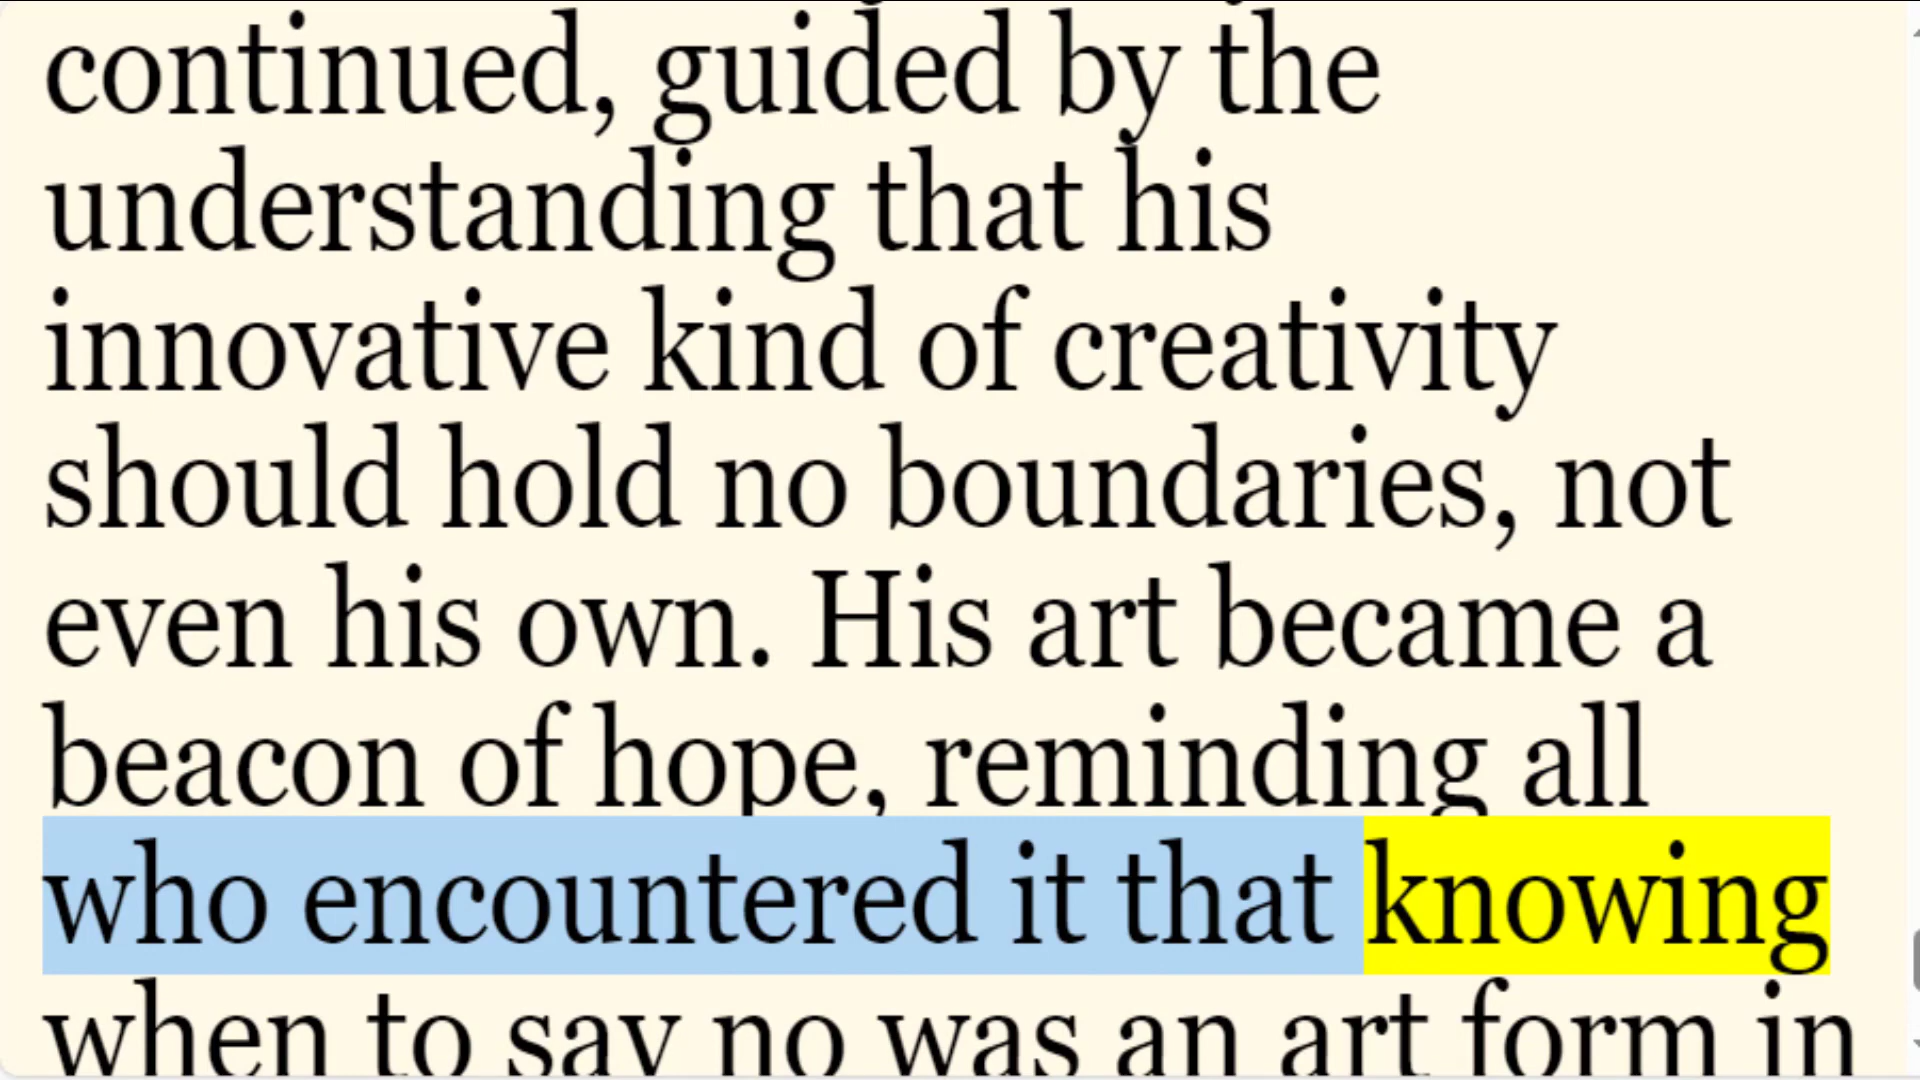 continued, guided by the
understanding that his
innovative kind of creativity
should hold no boundaries, not
even his own. His art became a
beacon of hope, reminding all
who encountered it that knowing
when to say no was an art form in